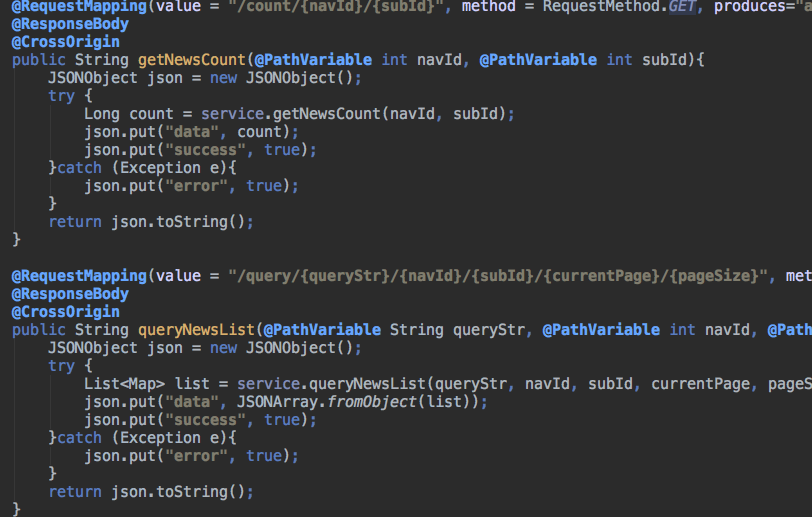 @RequestMapping(value = "/count/{navId}/{subId}", method = RequestMethod.GET, produces="a
@ResponseBody
@CrossOrigin
public String getNewsCount(@PathVariable int navId, @PathVariable int subId){
JSONObject json = new JSONObject();
try {
Long count = service.getNewsCount(navId, subId);
json.put("data", count);
json.put("success", true);
}catch (Exception e){
json.put("error", true);
}
return json.toString();
}
@RequestMapping(value = "/query/{queryStr}/{navId}/{subId}/{currentPage}/{pageSize}", met
@ResponseBody
@CrossOrigin
public String queryNewsList(@PathVariable String queryStr, @PathVariable int navId, @Path
JSONObject json = new JSONObject();
try {
List<Map> list = service.queryNewsList(queryStr, navId, subId, currentPage, pageS
json.put("data", JSONArray.fromObject(list));
json.put("success", true);
}catch (Exception e){
json.put("error", true);
}
return json.toString();
}